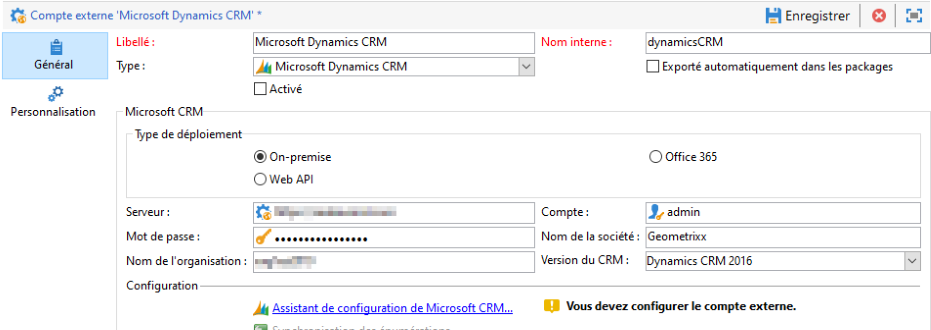 Compte externe 'Microsoft Dynamics CRM' *
Enregistrer
Général
Personnalisation
Libellé :
Microsoft Dynamics CRM
Nom interne :
dynamicsCRM
Type :
Microsoft Dynamics CRM
Exporté automatiquement dans les packages
Activé
Microsoft CRM
Type de déploiement
On-premise
Office 365
Web API
Serveur :
Compte :
admin
Mot de passe :
••••••••••••••••
Nom de la société :
Geometrixx
Nom de l'organisation :
Version du CRM :
Dynamics CRM 2016
Configuration
Assistant de configuration de Microsoft CRM...
Vous devez configurer le compte externe.
Synchronisation des énumérations